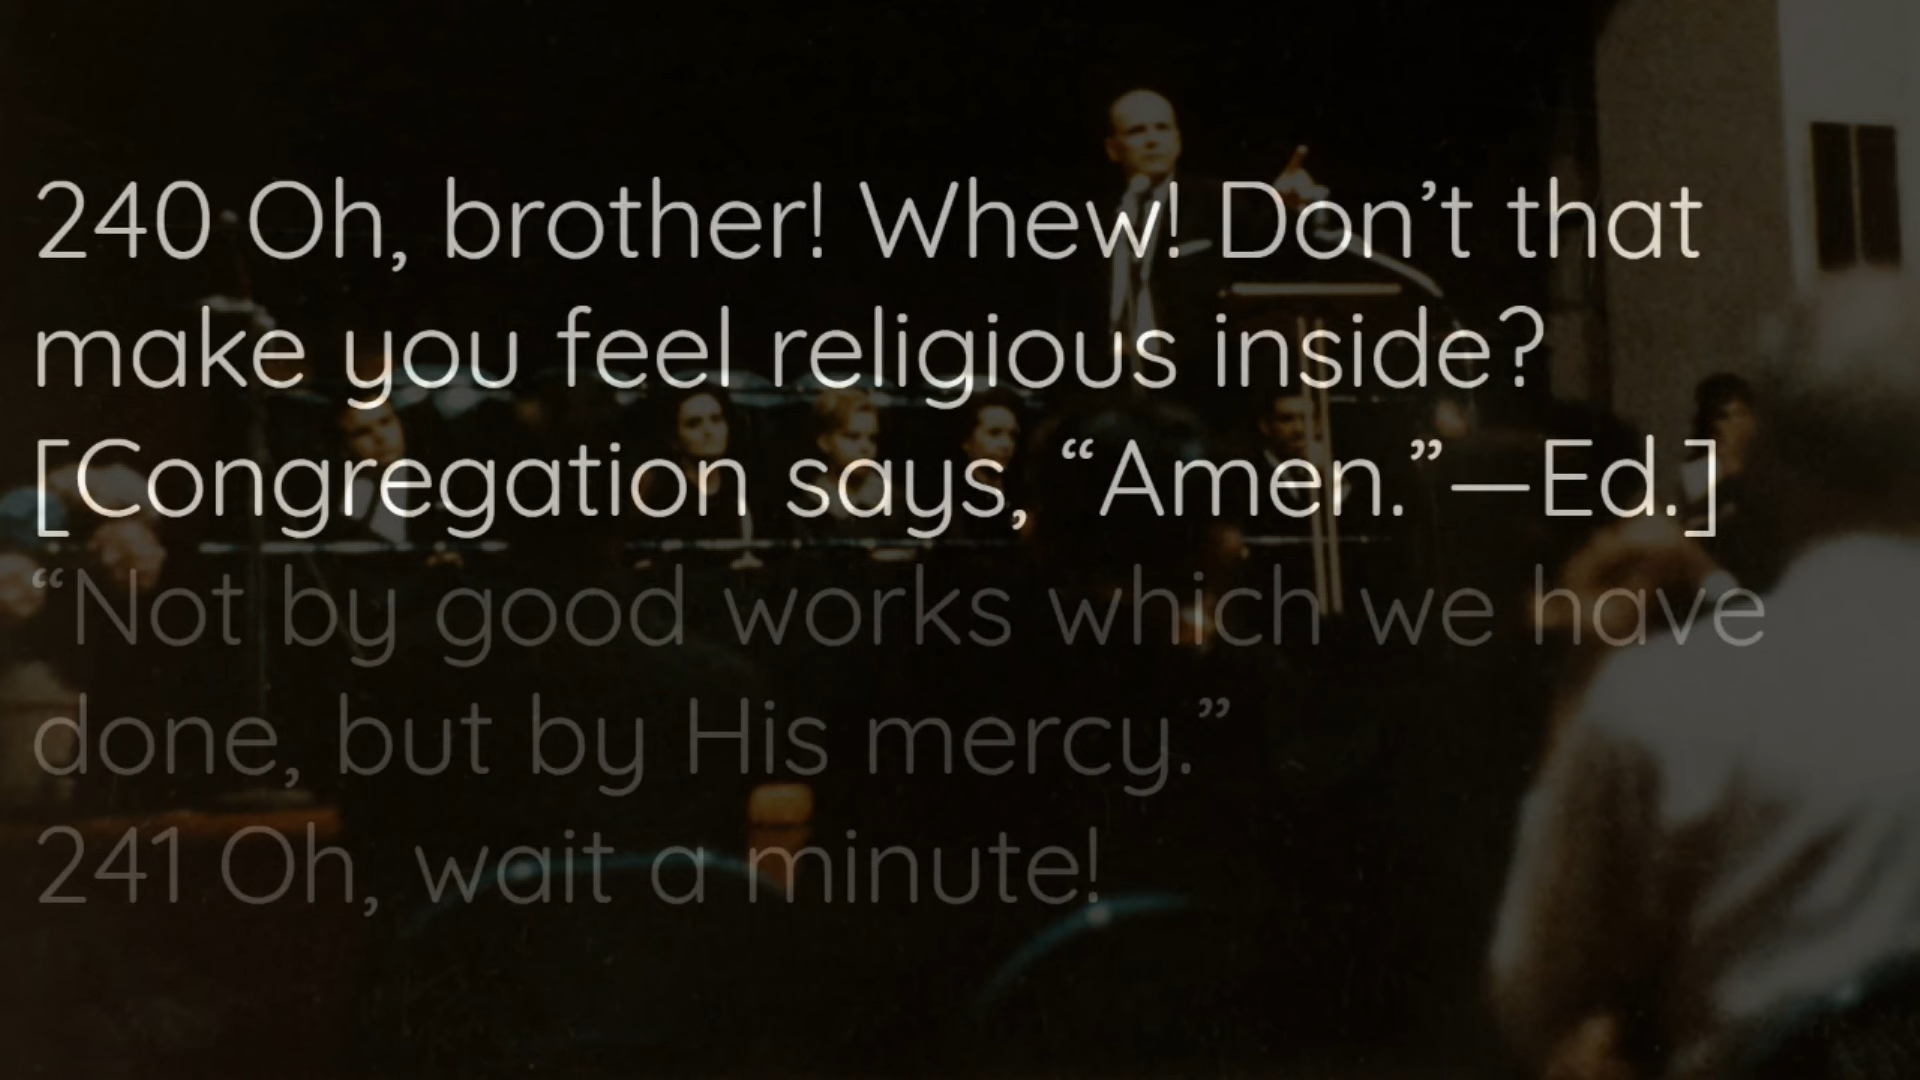 240 Oh, brother! Whew! Don’t that
make you feel religious inside?
[Congregation says, “Amen.”—Ed.]
“Not by good works which we have
done, but by His mercy.”
241 Oh, wait a minute!